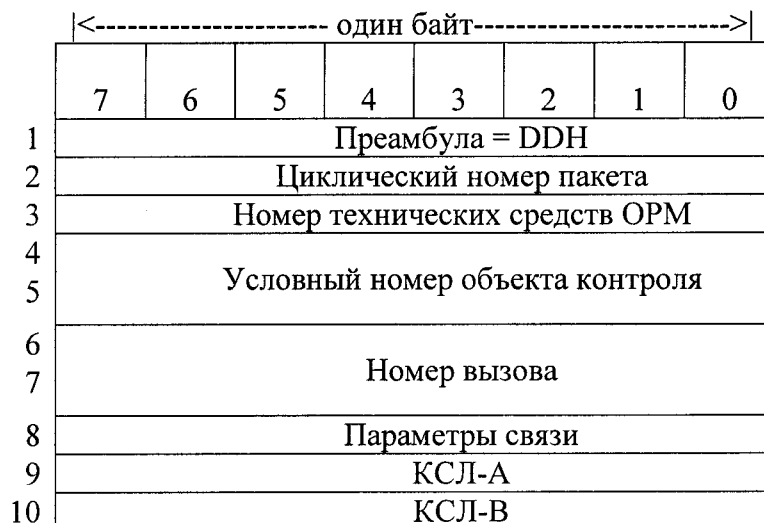 |<----------------------- один байт------------------------->|
7 6 5 4 3 2 1 0
1 Преамбула = DDH
2 Циклический номер пакета
3 Номер технических средств ОРМ
4
5 Условный номер объекта контроля
6
7 Номер вызова
8 Параметры связи
9 КСЛ-А
10 КСЛ-В